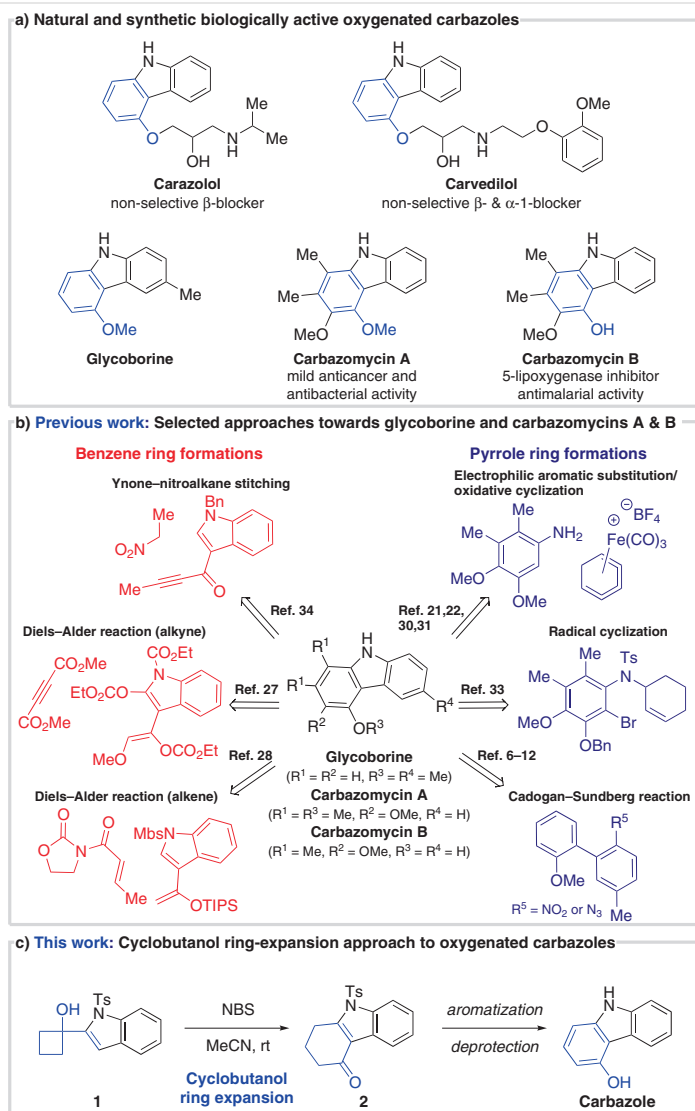 a) Natural and synthetic biologically active oxygenated carbazoles
H
N
O
OH
N
H
Me
Me
Carazolol
non-selective β-blocker
H
N
O
OH
N
H
O
OMe
Carvedilol
non-selective β- & α-1-blocker
H
N
Me
OMe
Glycoborine
Me
H
N
Me
MeO
OMe
Carbazomycin A
mild anticancer and
antibacterial activity
Me
H
N
Me
MeO
OH
Carbazomycin B
5-lipoxygenase inhibitor
antimalarial activity
b) Previous work: Selected approaches towards glycoborine and carbazomycins A & B
Benzene ring formations
Pyrrole ring formations
Ynone–nitroalkane stitching
Me
O2N
Bn
N
Me
O
Ref. 34
Electrophilic aromatic substitution/
oxidative cyclization
Me
Me
NH2
MeO
OMe
⊕
⊖
BF4
Fe(CO)3
Ref. 21,22,
30,31
Diels–Alder reaction (alkyne)
CO2Me
CO2Me
CO2Et
N
EtO2CO
OCO2Et
MeO
Ref. 27
R1
H
N
R1
R2
OR3
R4
Glycoborine
(R1 = R2 = H, R3 = R4 = Me)
Carbazomycin A
(R1 = R3 = Me, R2 = OMe, R4 = H)
Carbazomycin B
(R1 = Me, R2 = OMe, R3 = R4 = H)
Radical cyclization
Me
Ts
Me
N
MeO
Br
OBn
Ref. 33
Ref. 28
Diels–Alder reaction (alkene)
O
O
O
N
Me
MbsN
OTIPS
Ref. 6–12
Cadogan–Sundberg reaction
R5
OMe
Me
R5 = NO2 or N3
c) This work: Cyclobutanol ring-expansion approach to oxygenated carbazoles
OH
Ts
N
1
NBS
MeCN, rt
Cyclobutanol
ring expansion
Ts
N
O
2
aromatization
deprotection
H
N
OH
Carbazole